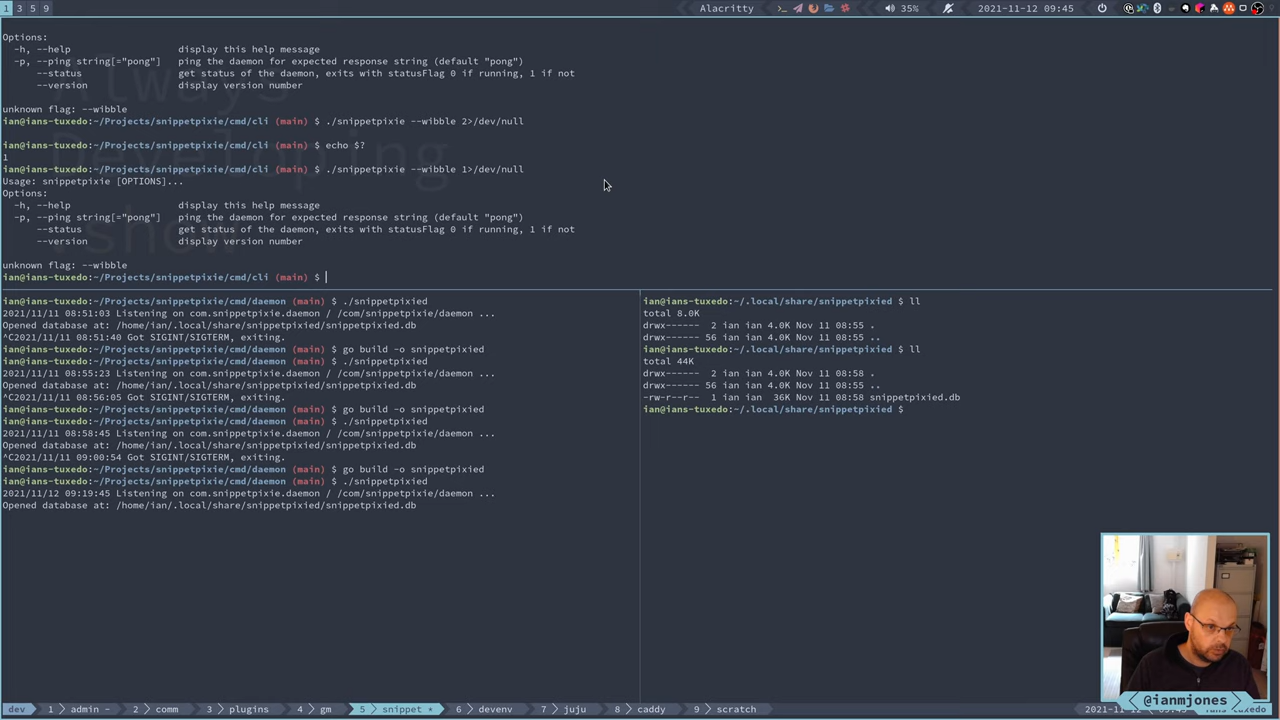 1 3 5 9
Alacritty
35%
2021-11-12 09:45
Always
Developing
show
Options:
-h, --help display this help message
-p, --ping string[="pong"] ping the daemon for expected response string (default "pong")
--status get status of the daemon, exits with statusFlag 0 if running, 1 if not
--version display version number
unknown flag: --wibble
ian@ians-tuxedo:~/Projects/snippetpixie/cmd/cli (main) $ ./snippetpixie --wibble 2>/dev/null
ian@ians-tuxedo:~/Projects/snippetpixie/cmd/cli (main) $ echo $?
1
ian@ians-tuxedo:~/Projects/snippetpixie/cmd/cli (main) $ ./snippetpixie --wibble 1>/dev/null
Usage: snippetpixie [OPTIONS]...
Options:
-h, --help display this help message
-p, --ping string[="pong"] ping the daemon for expected response string (default "pong")
--status get status of the daemon, exits with statusFlag 0 if running, 1 if not
--version display version number
unknown flag: --wibble
ian@ians-tuxedo:~/Projects/snippetpixie/cmd/cli (main) $
ian@ians-tuxedo:~/Projects/snippetpixie/cmd/daemon (main) $ ./snippetpixied
2021/11/11 08:51:03 Listening on com.snippetpixie.daemon / /com/snippetpixie/daemon ...
Opened database at: /home/ian/.local/share/snippetpixied/snippetpixied.db
^C2021/11/11 08:51:40 Got SIGINT/SIGTERM, exiting.
ian@ians-tuxedo:~/Projects/snippetpixie/cmd/daemon (main) $ go build -o snippetpixied
ian@ians-tuxedo:~/Projects/snippetpixie/cmd/daemon (main) $ ./snippetpixied
2021/11/11 08:55:23 Listening on com.snippetpixie.daemon / /com/snippetpixie/daemon ...
Opened database at: /home/ian/.local/share/snippetpixied/snippetpixied.db
^C2021/11/11 08:56:05 Got SIGINT/SIGTERM, exiting.
ian@ians-tuxedo:~/Projects/snippetpixie/cmd/daemon (main) $ go build -o snippetpixied
ian@ians-tuxedo:~/Projects/snippetpixie/cmd/daemon (main) $ ./snippetpixied
2021/11/11 08:58:45 Listening on com.snippetpixie.daemon / /com/snippetpixie/daemon ...
Opened database at: /home/ian/.local/share/snippetpixied/snippetpixied.db
^C2021/11/11 09:00:54 Got SIGINT/SIGTERM, exiting.
ian@ians-tuxedo:~/Projects/snippetpixie/cmd/daemon (main) $ go build -o snippetpixied
ian@ians-tuxedo:~/Projects/snippetpixie/cmd/daemon (main) $ ./snippetpixied
2021/11/12 09:19:45 Listening on com.snippetpixie.daemon / /com/snippetpixie/daemon ...
Opened database at: /home/ian/.local/share/snippetpixied/snippetpixied.db
ian@ians-tuxedo:~/.local/share/snippetpixied $ ll
total 8.0K
drwx------ 2 ian ian 4.0K Nov 11 08:55 .
drwx------ 56 ian ian 4.0K Nov 11 08:55 ..
ian@ians-tuxedo:~/.local/share/snippetpixied $ ll
total 44K
drwx------ 2 ian ian 4.0K Nov 11 08:58 .
drwx------ 56 ian ian 4.0K Nov 11 08:55 ..
-rw-r--r-- 1 ian ian 36K Nov 11 08:58 snippetpixied.db
ian@ians-tuxedo:~/.local/share/snippetpixied $
@ianmjones
dev 1 admin - 2 comm 3 plugins 4 gm 5 snippet * 6 devenv 7 juju 8 caddy 9 scratch